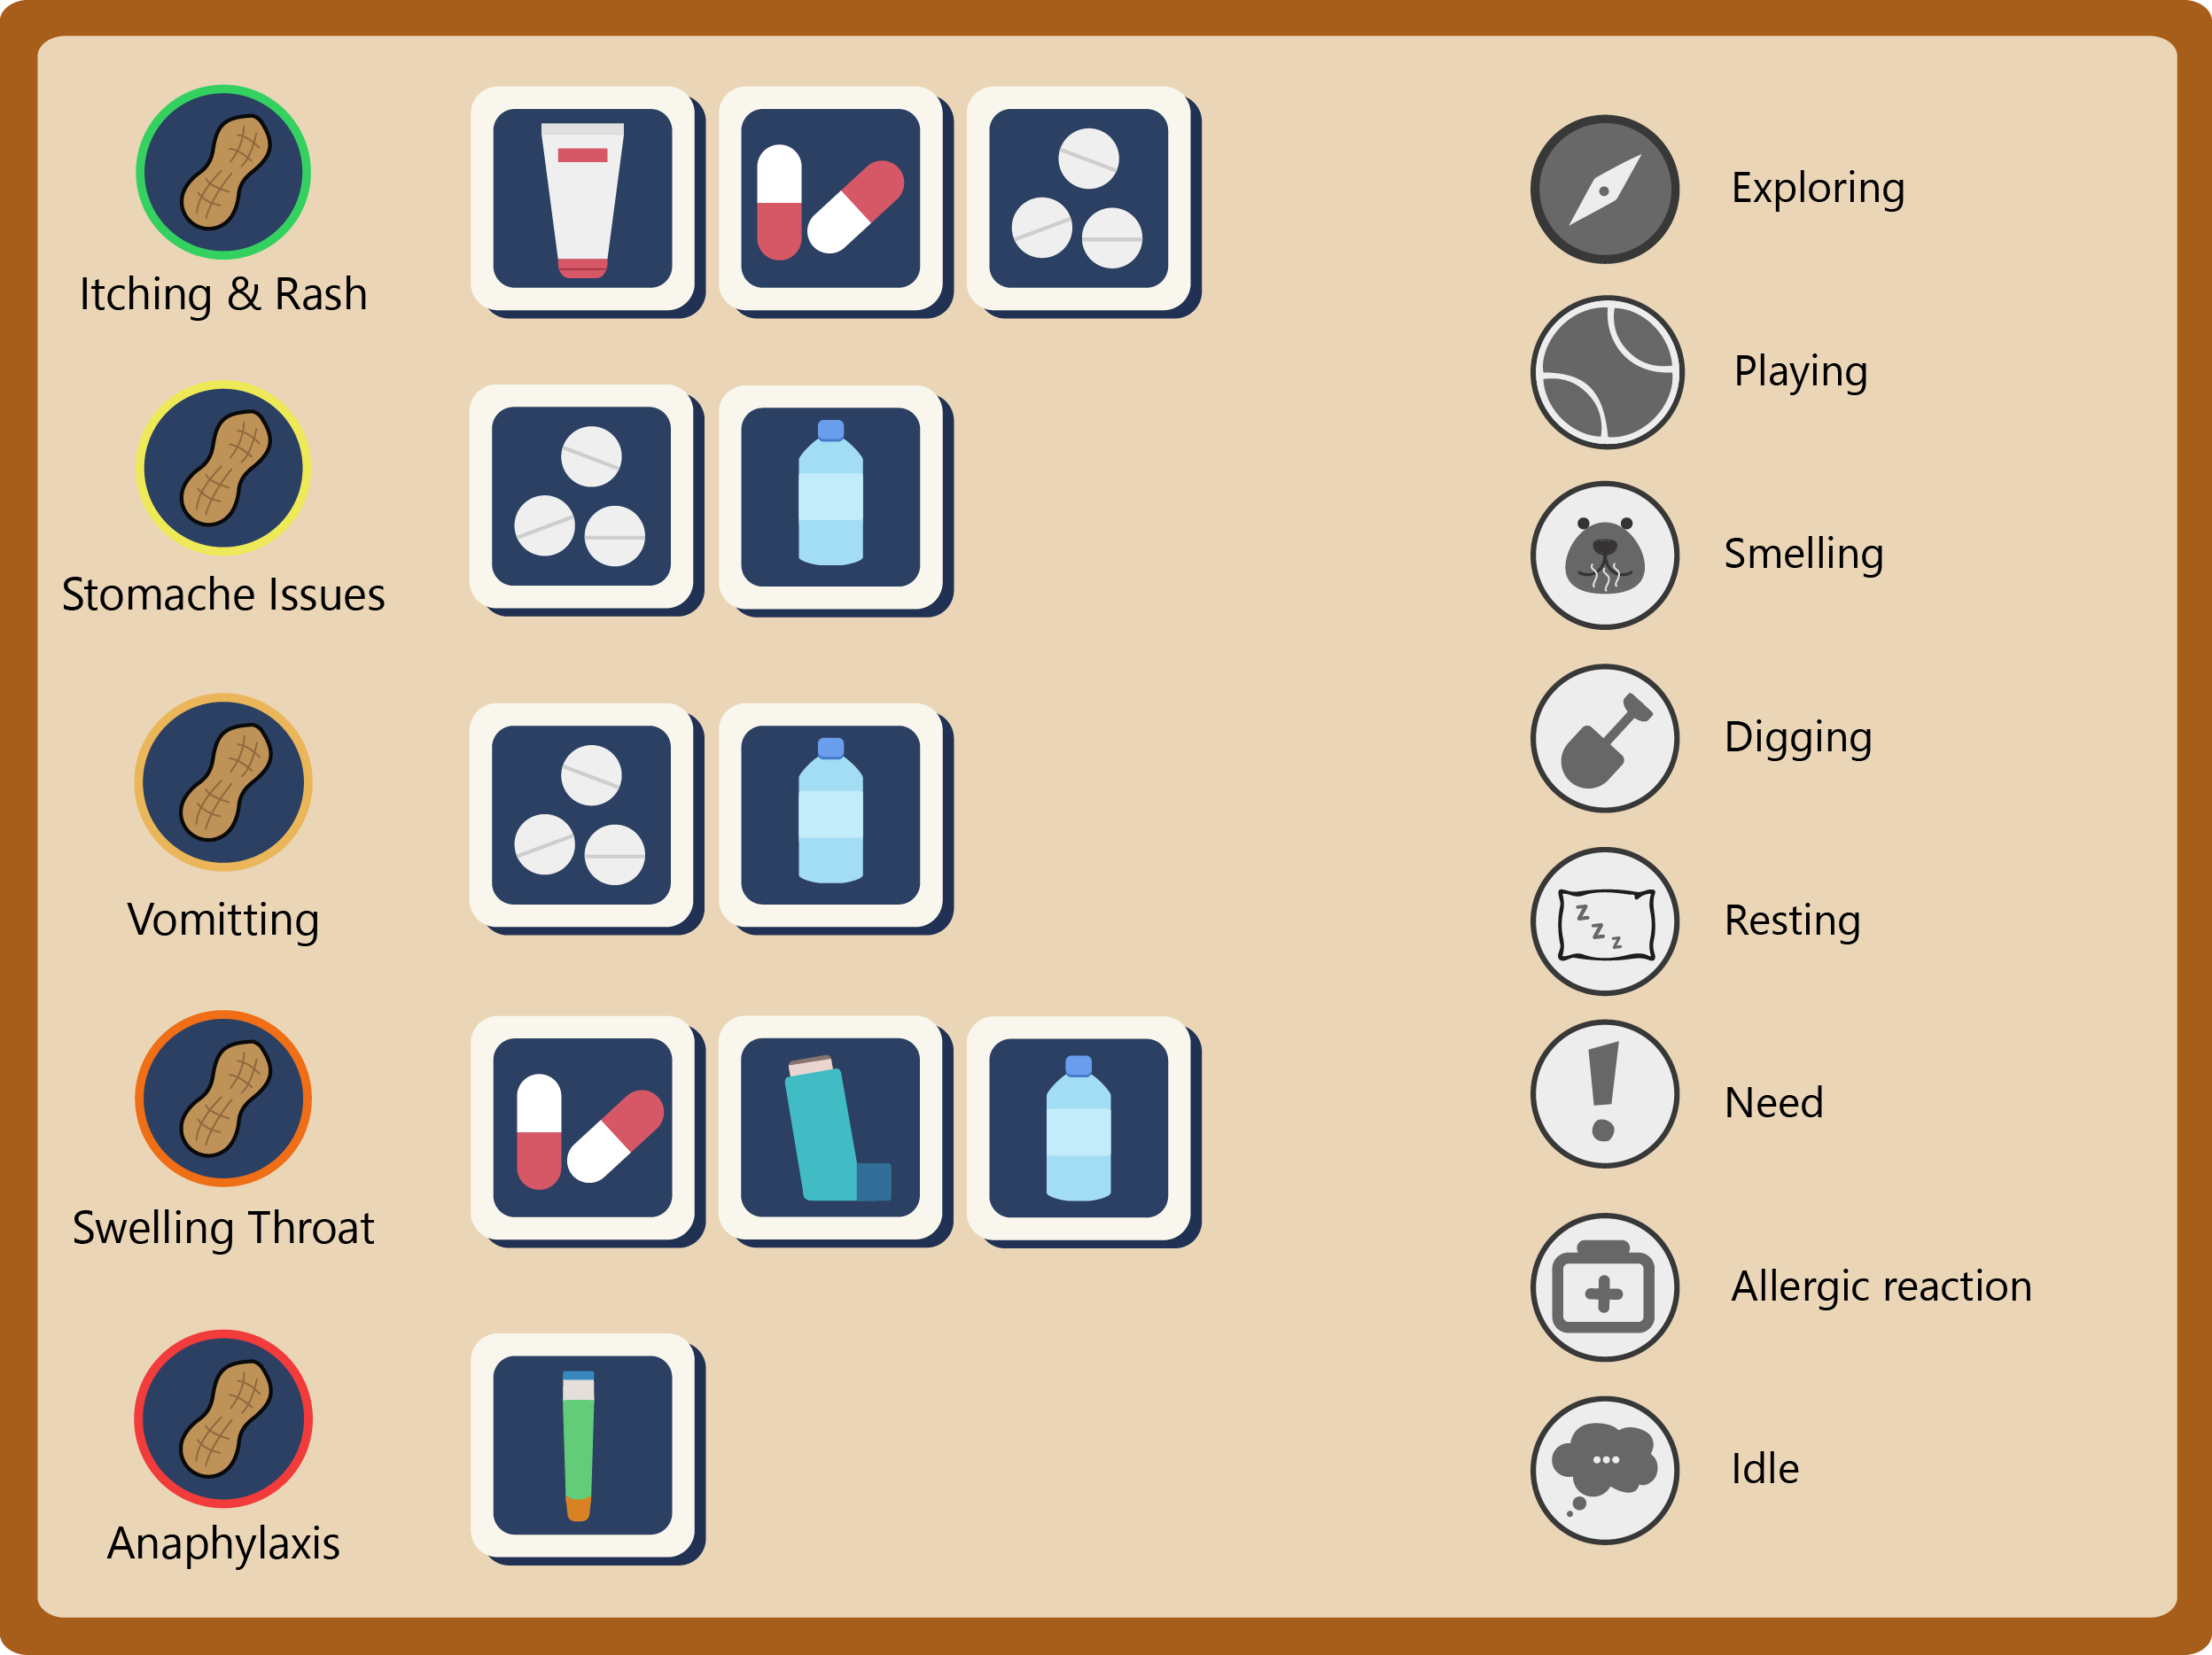 Itching & Rash
Stomache Issues
Vomitting
Swelling Throat
Anaphylaxis
Exploring
Playing
Smelling
Digging
z
z
z
Resting
Need
Allergic reaction
Idle